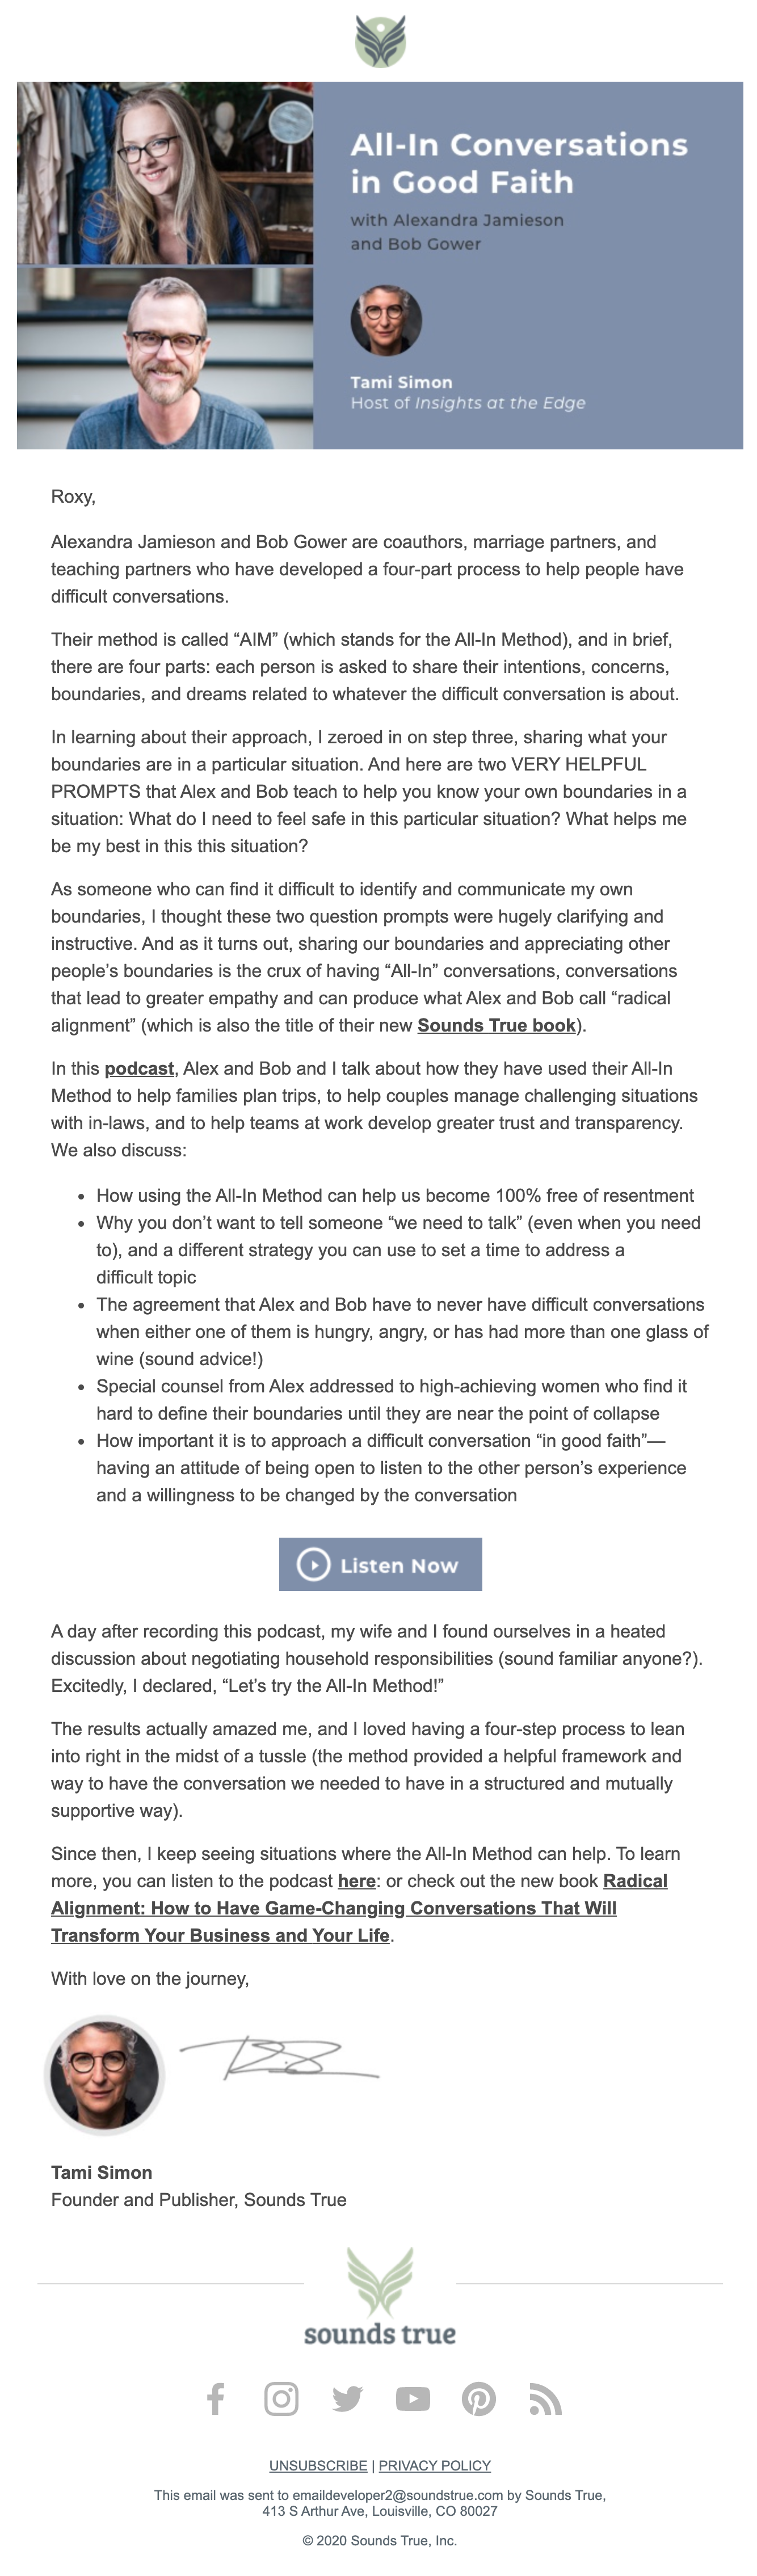 All-In Conversations
in Good Faith
with Alexandra Jamieson
and Bob Gower
Tami Simon
Host of Insights at the Edge
Roxy,
Alexandra Jamieson and Bob Gower are coauthors, marriage partners, and
teaching partners who have developed a four-part process to help people have
difficult conversations.
Their method is called “AIM” (which stands for the All-In Method), and in brief,
there are four parts: each person is asked to share their intentions, concerns,
boundaries, and dreams related to whatever the difficult conversation is about.
In learning about their approach, I zeroed in on step three, sharing what your
boundaries are in a particular situation. And here are two VERY HELPFUL
PROMPTS that Alex and Bob teach to help you know your own boundaries in a
situation: What do I need to feel safe in this particular situation? What helps me
be my best in this this situation?
As someone who can find it difficult to identify and communicate my own
boundaries, I thought these two question prompts were hugely clarifying and
instructive. And as it turns out, sharing our boundaries and appreciating other
people’s boundaries is the crux of having “All-In” conversations, conversations
that lead to greater empathy and can produce what Alex and Bob call “radical
alignment” (which is also the title of their new Sounds True book).
In this podcast, Alex and Bob and I talk about how they have used their All-In
Method to help families plan trips, to help couples manage challenging situations
with in-laws, and to help teams at work develop greater trust and transparency.
We also discuss:
• How using the All-In Method can help us become 100% free of resentment
• Why you don’t want to tell someone “we need to talk” (even when you need
to), and a different strategy you can use to set a time to address a
difficult topic
• The agreement that Alex and Bob have to never have difficult conversations
when either one of them is hungry, angry, or has had more than one glass of
wine (sound advice!)
• Special counsel from Alex addressed to high-achieving women who find it
hard to define their boundaries until they are near the point of collapse
• How important it is to approach a difficult conversation “in good faith”—
having an attitude of being open to listen to the other person’s experience
and a willingness to be changed by the conversation
Listen Now
A day after recording this podcast, my wife and I found ourselves in a heated
discussion about negotiating household responsibilities (sound familiar anyone?).
Excitedly, I declared, “Let’s try the All-In Method!”
The results actually amazed me, and I loved having a four-step process to lean
into right in the midst of a tussle (the method provided a helpful framework and
way to have the conversation we needed to have in a structured and mutually
supportive way).
Since then, I keep seeing situations where the All-In Method can help. To learn
more, you can listen to the podcast here: or check out the new book Radical
Alignment: How to Have Game-Changing Conversations That Will
Transform Your Business and Your Life.
With love on the journey,
Tami Simon
Founder and Publisher, Sounds True
sounds true
UNSUBSCRIBE | PRIVACY POLICY
This email was sent to emaildeveloper2@soundstrue.com by Sounds True,
413 S Arthur Ave, Louisville, CO 80027
© 2020 Sounds True, Inc.